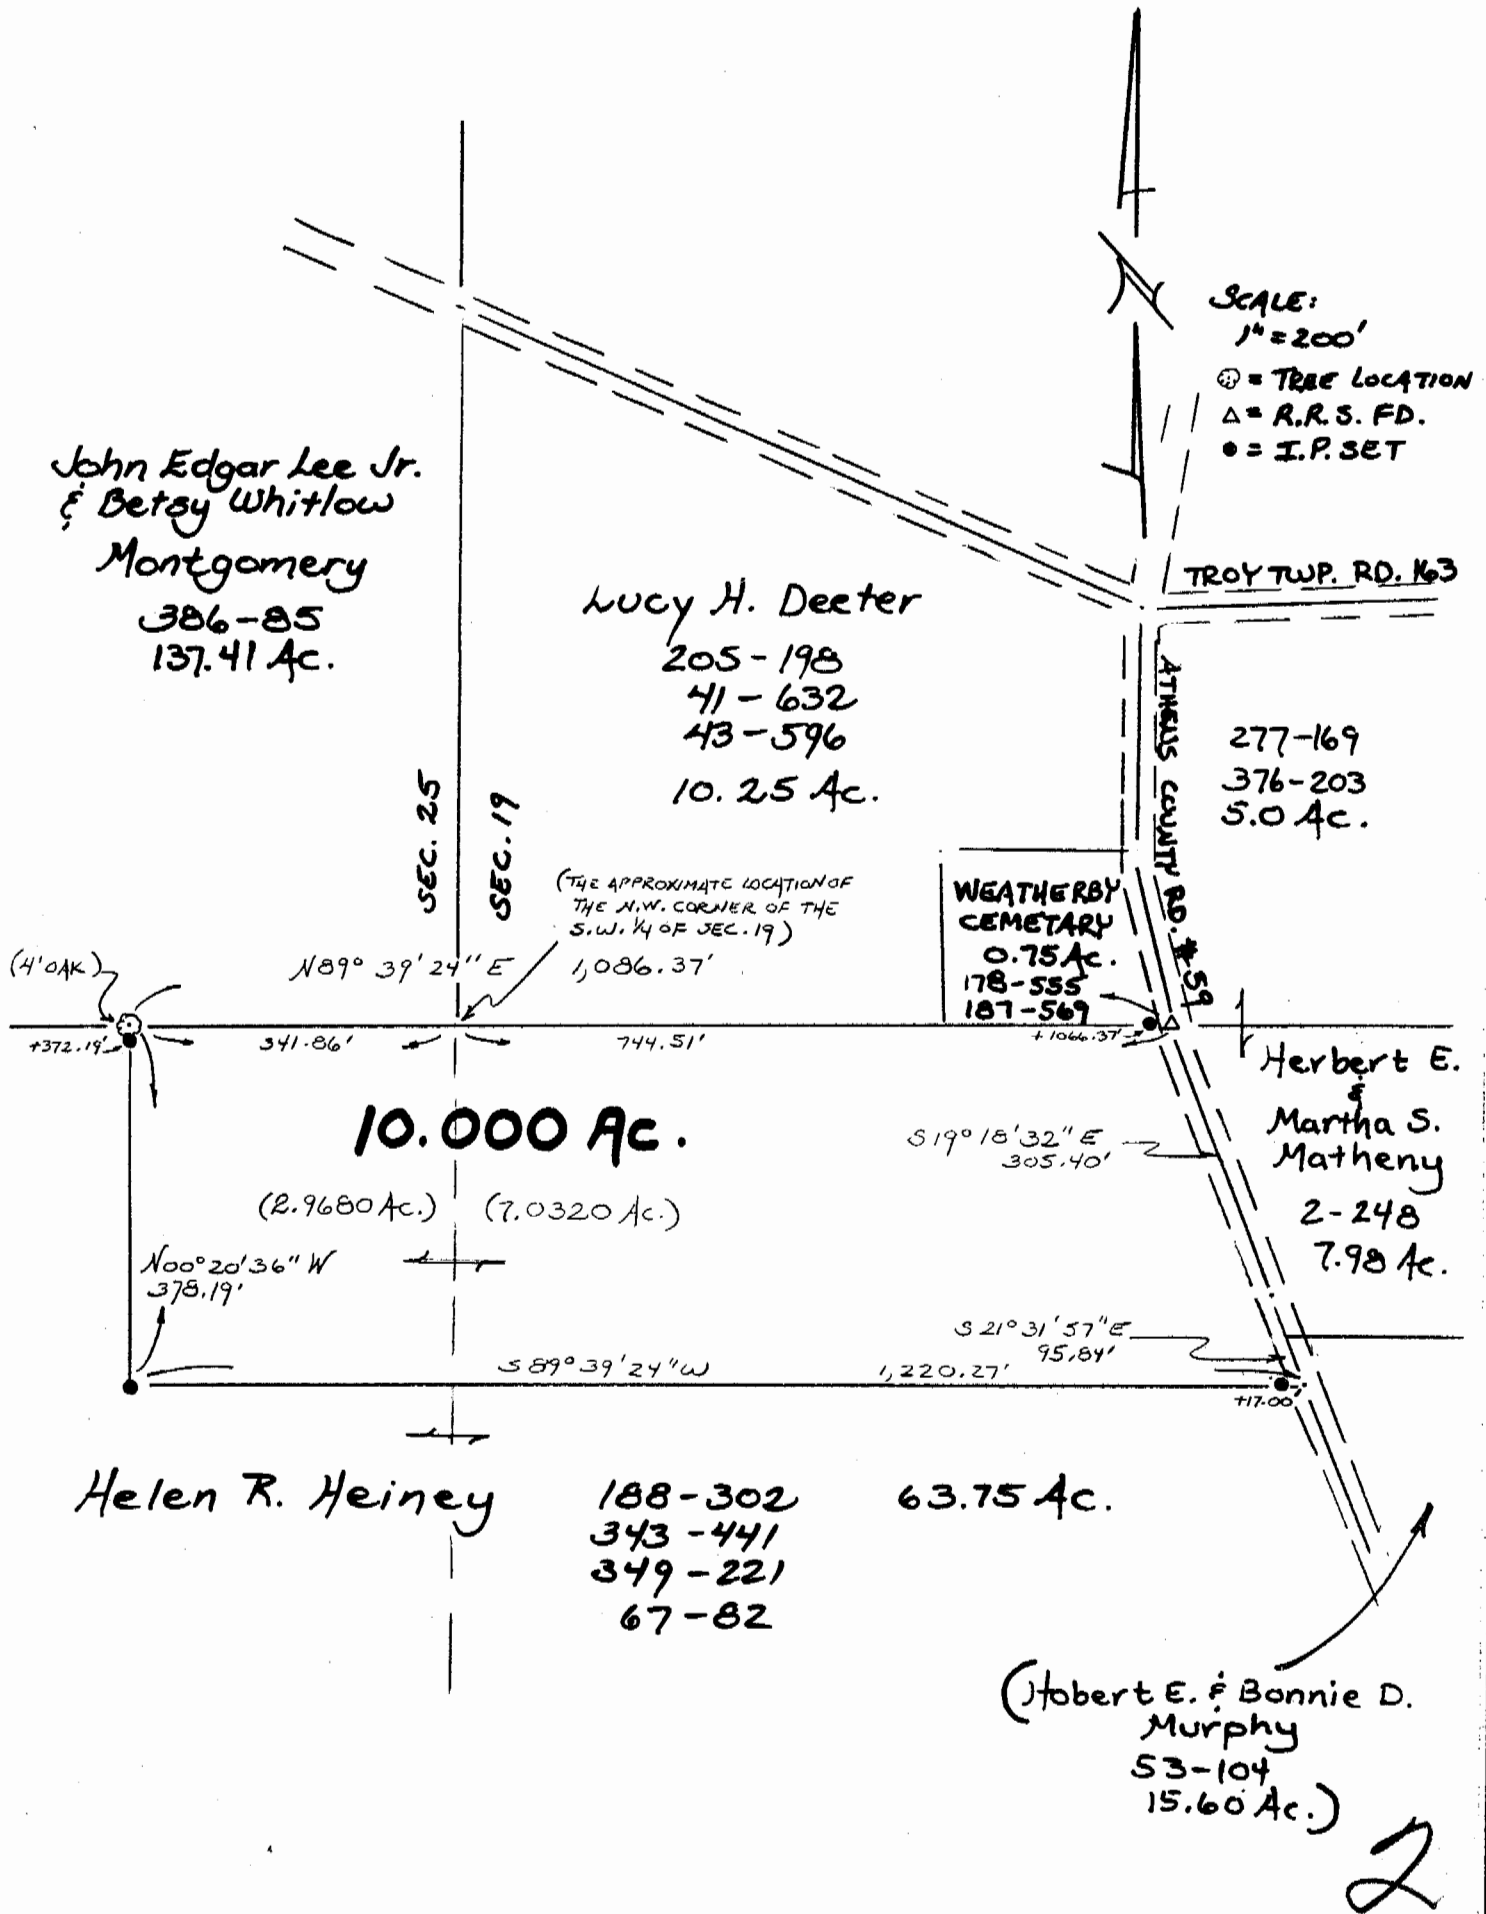 SCALE:
1"=200'
= TREE LOCATION
Δ= R.R.S. FD.
● = I.P. SET
John Edgar Lee Jr.
& Betsy Whitlow
Montgomery
386-85
137.41 Ac.
Lucy H. Deeter
205-198
41-632
43-596
10.25 Ac.
TROY TWP. RD. 163
ATHENS COUNTY RD. #59
277-169
376-203
5.0 Ac.
SEC. 25
SEC. 19
(THE APPROXIMATE LOCATION OF
THE N.W. CORNER OF THE
S.W. 1/4 OF SEC. 19)
WEATHERBY
CEMETARY
0.75 Ac.
178-555
187-569
(4' OAK)
N89° 39' 24" E 1,086.37'
+372.19'
341.86'
744.51'
+1066.37'
Herbert E.
&
Martha S.
Matheny
2-248
7.98 Ac.
10.000 Ac.
S 19° 18' 32" E
305.40'
(2.9680 Ac.) (7.0320 Ac.)
N00° 20' 36" W
378.19'
S 21° 31' 57" E
95.84'
S 89° 39' 24" W 1,220.27'
+17.00'
Helen R. Heiney 188-302 63.75 Ac.
343-441
349-221
67-82
(Hobert E. & Bonnie D.
Murphy
53-104
15.60 Ac.)
2